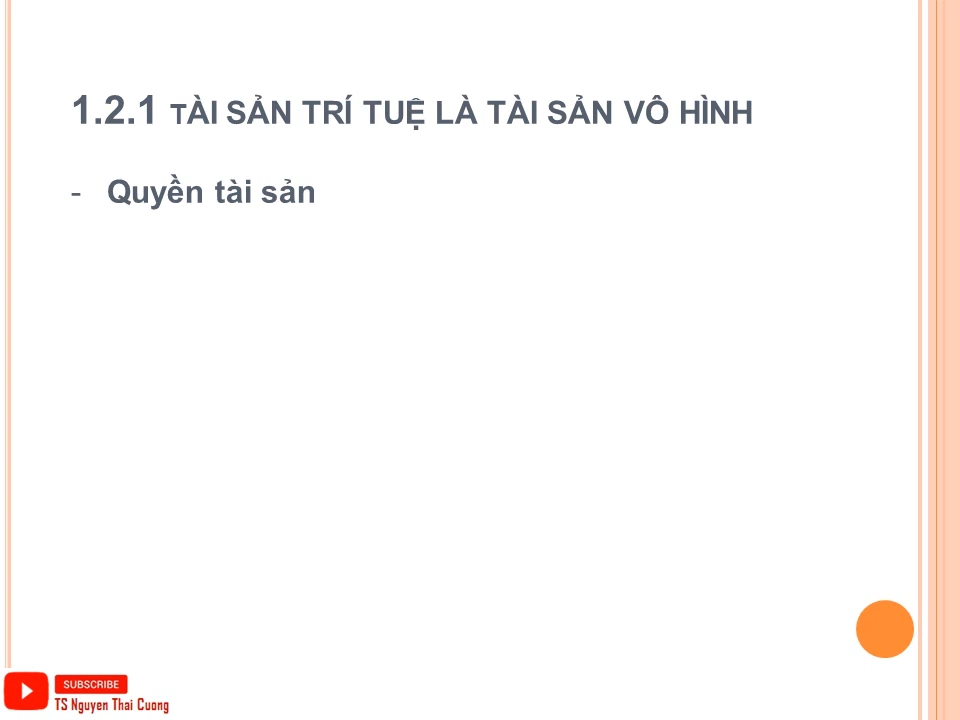 1.2.1 TÀI SẢN TRÍ TUỆ LÀ TÀI SẢN VÔ HÌNH
- Quyền tài sản
SUBSCRIBE
TS Nguyen Thai Cuong